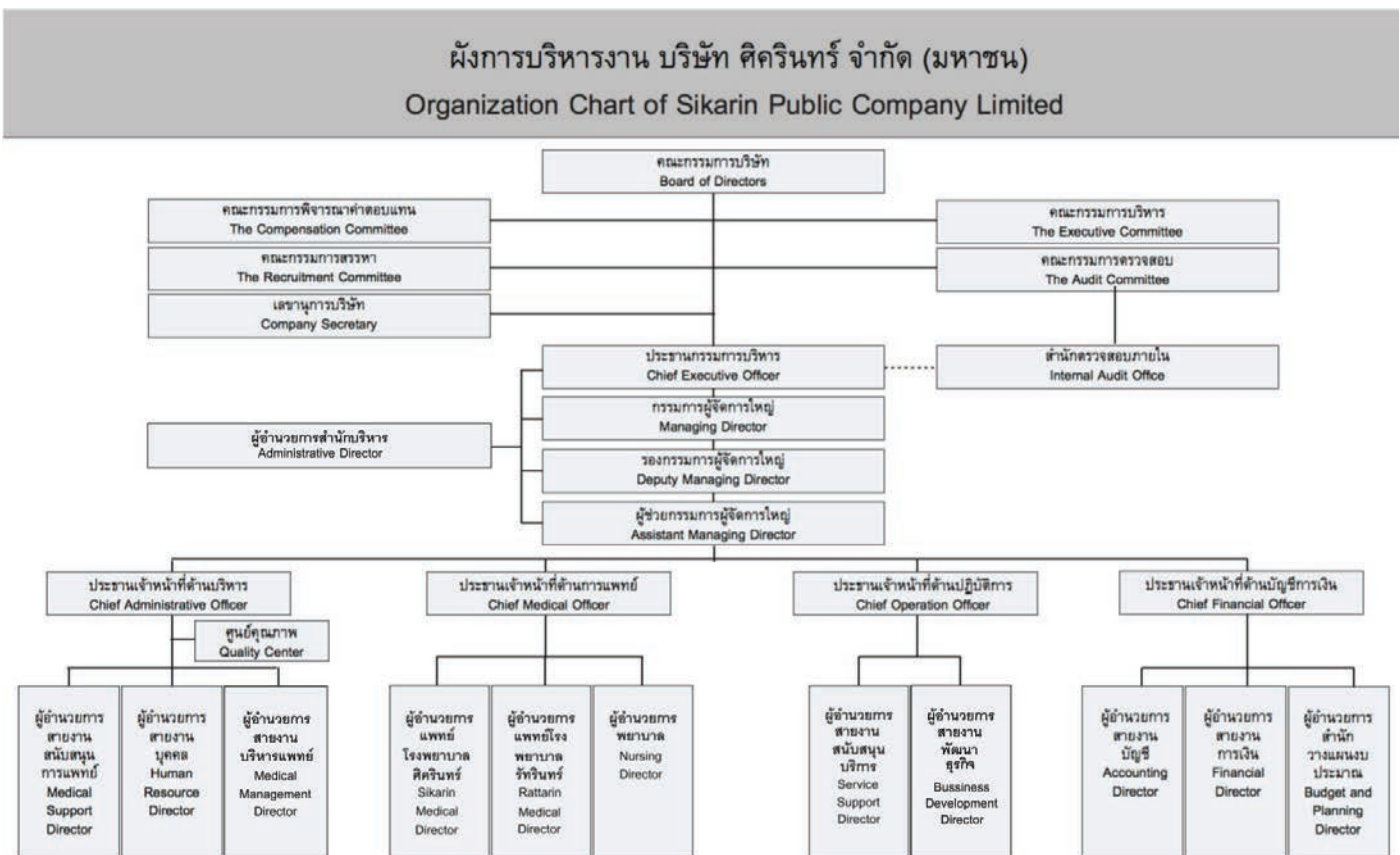 ผังการบริหารงาน บริษัท ศิครินทร์ จำกัด (มหาชน)
Organization Chart of Sikarin Public Company Limited
คณะกรรมการบริษัท
Board of Directors
คณะกรรมการพิจารณาค่าตอบแทน
The Compensation Committee
คณะกรรมการบริหาร
The Executive Committee
คณะกรรมการสรรหา
The Recruitment Committee
คณะกรรมการตรวจสอบ
The Audit Committee
เลขานุการบริษัท
Company Secretary
ประธานกรรมการบริหาร
Chief Executive Officer
สำนักตรวจสอบภายใน
Internal Audit Office
กรรมการผู้จัดการใหญ่
Managing Director
ผู้อำนวยการสำนักบริหาร
Administrative Director
รองกรรมการผู้จัดการใหญ่
Deputy Managing Director
ผู้ช่วยกรรมการผู้จัดการใหญ่
Assistant Managing Director
ประธานเจ้าหน้าที่ด้านบริหาร
Chief Administrative Officer
ประธานเจ้าหน้าที่ด้านการแพทย์
Chief Medical Officer
ประธานเจ้าหน้าที่ด้านปฏิบัติการ
Chief Operation Officer
ประธานเจ้าหน้าที่ด้านบัญชีการเงิน
Chief Financial Officer
ศูนย์คุณภาพ
Quality Center
ผู้อำนวยการ
สายงาน
สนับสนุน
การแพทย์
Medical
Support
Director
ผู้อำนวยการ
สายงาน
บุคคล
Human
Resource
Director
ผู้อำนวยการ
สายงาน
บริหารแพทย์
Medical
Management
Director
ผู้อำนวยการ
แพทย์
โรงพยาบาล
ศิครินทร์
Sikarin
Medical
Director
ผู้อำนวยการ
แพทย์โรง
พยาบาล
รัทรินทร์
Rattarin
Medical
Director
ผู้อำนวยการ
พยาบาล
Nursing
Director
ผู้อำนวยการ
สายงาน
สนับสนุน
บริการ
Service
Support
Director
ผู้อำนวยการ
สายงาน
พัฒนา
ธุรกิจ
Bussiness
Development
Director
ผู้อำนวยการ
สายงาน
บัญชี
Accounting
Director
ผู้อำนวยการ
สายงาน
การเงิน
Financial
Director
ผู้อำนวยการ
สำนัก
วางแผนงบ
ประมาณ
Budget and
Planning
Director